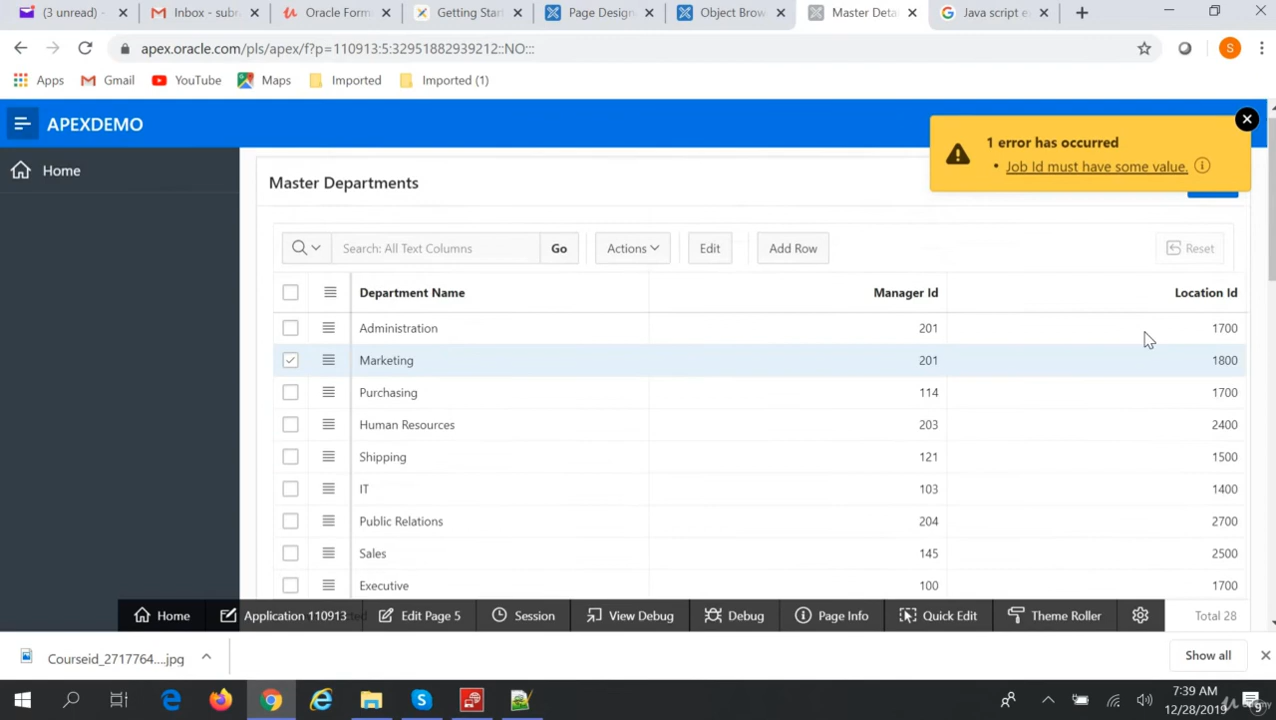 (3 unread)
Inbox - subr
Oracle Form
Getting Star
Page Design
Object Brow
Master Deta
Java script e
apex.oracle.com/pls/apex/f?p=110913:5:32951882939212::NO:::
S
Apps
Gmail
YouTube
Maps
Imported
Imported (1)
APEXDEMO
1 error has occurred
• Job Id must have some value.
Home
Master Departments
Search: All Text Columns
Go
Actions
Edit
Add Row
Reset
Department Name Manager Id Location Id
Administration 201 1700
Marketing 201 1800
Purchasing 114 1700
Human Resources 203 2400
Shipping 121 1500
IT 103 1400
Public Relations 204 2700
Sales 145 2500
Executive 100 1700
Home
Application 110913
Edit Page 5
Session
View Debug
Debug
Page Info
Quick Edit
Theme Roller
Total 28
Courseid_2717764....jpg
Show all
7:39 AM
12/28/2019